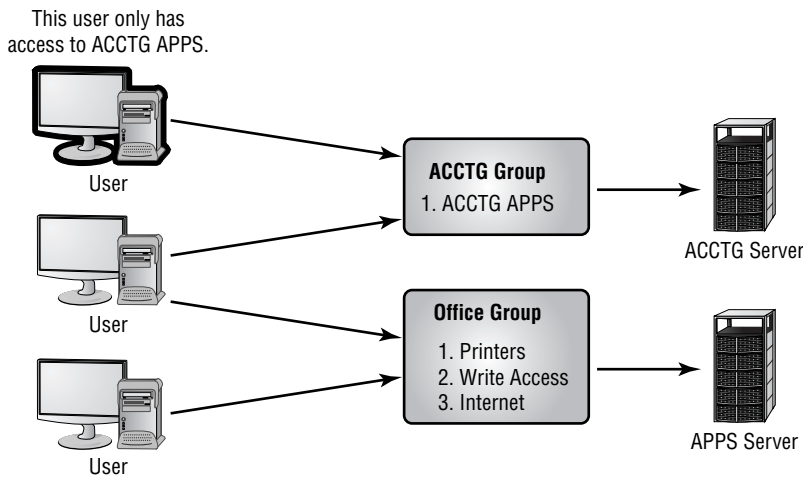 This user only has
access to ACCTG APPS.
User
ACCTG Group
1. ACCTG APPS
ACCTG Server
User
Office Group
1. Printers
2. Write Access
3. Internet
APPS Server
User